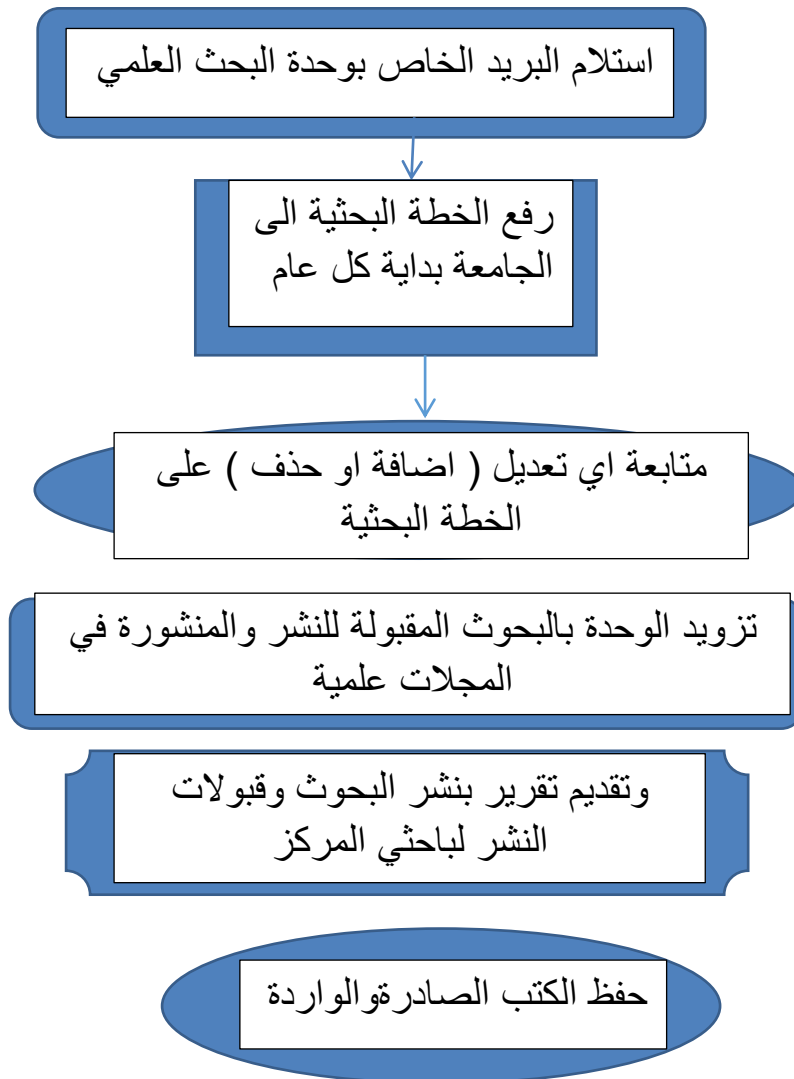 استلام البريد الخاص بوحدة البحث العلمي
رفع الخطة البحثية الى
الجامعة بداية كل عام
متابعة اي تعديل ( اضافة او حذف ) على
الخطة البحثية
تزويد الوحدة بالبحوث المقبولة للنشر والمنشورة في
المجلات علمية
وتقديم تقرير بنشر البحوث وقبولات
النشر لباحثي المركز
حفظ الكتب الصادرةوالواردة